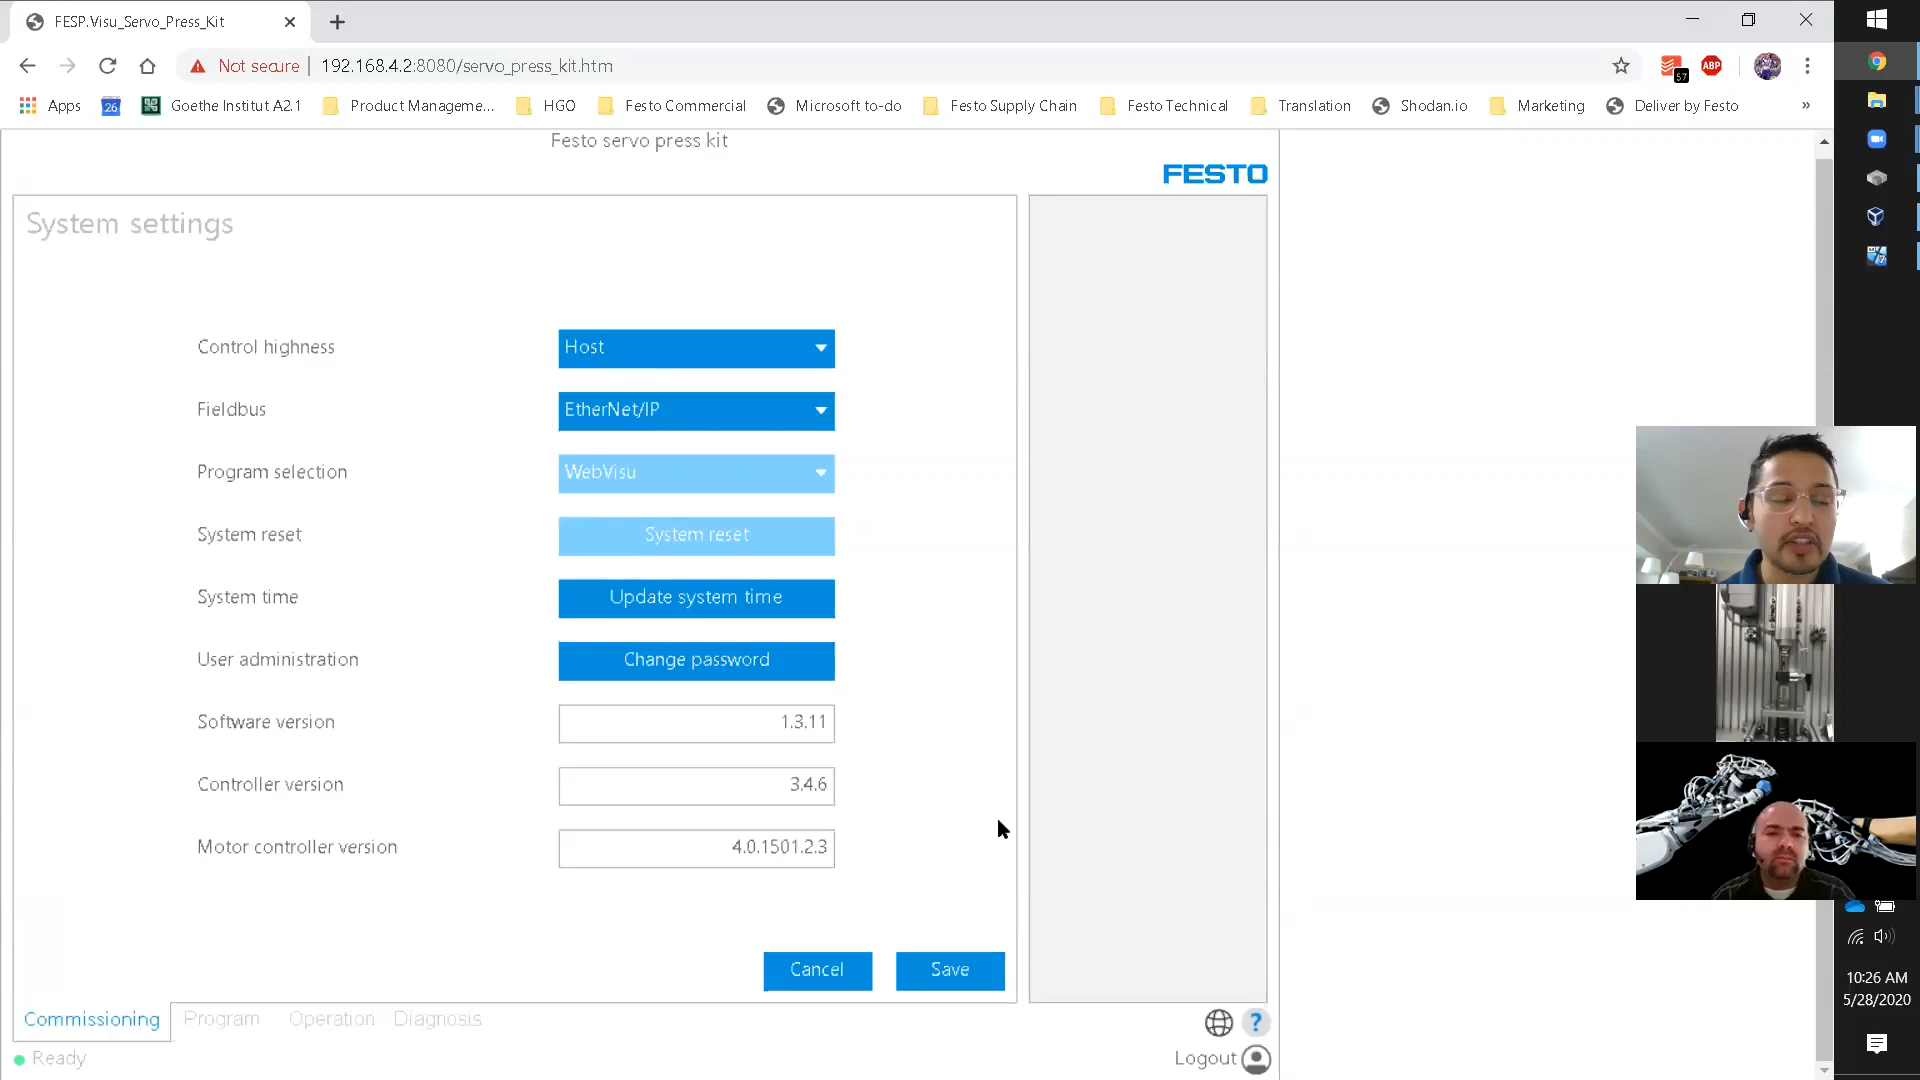 FESP.Visu_Servo_Press_Kit
Not secure
192.168.4.2:8080/servo_press_kit.htm
57
ABP
Apps
26
Goethe Institut A2.1
Product Manageme...
HGO
Festo Commercial
Microsoft to-do
Festo Supply Chain
Festo Technical
Translation
Shodan.io
Marketing
Deliver by Festo
»
Festo servo press kit
FESTO
System settings
Control highness
Host
Fieldbus
EtherNet/IP
Program selection
WebVisu
System reset
System reset
System time
Update system time
User administration
Change password
Software version
1.3.11
Controller version
3.4.6
Motor controller version
4.0.1501.2.3
Cancel
Save
Commissioning
Program
Operation
Diagnosis
?
Ready
Logout
10:26 AM
5/28/2020